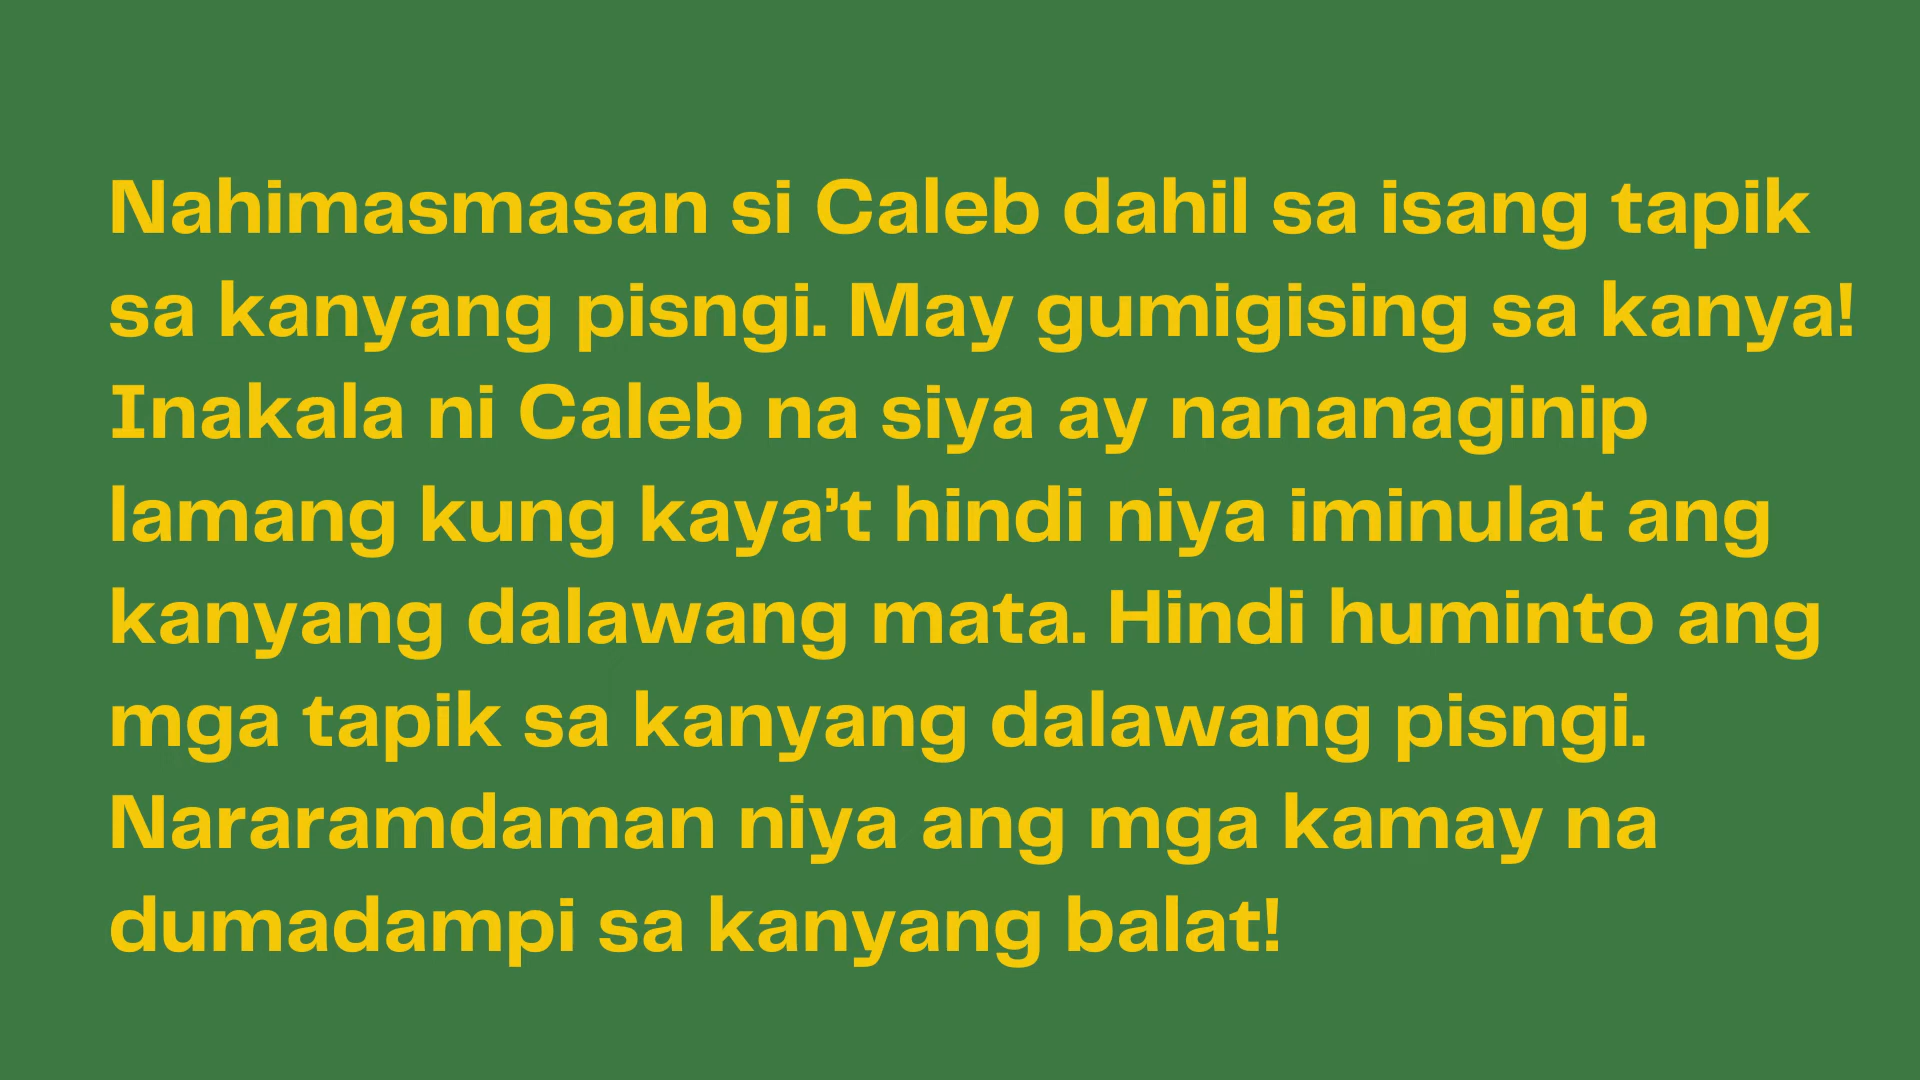 Nahimasmasan si Caleb dahil sa isang tapik
sa kanyang pisngi. May gumigising sa kanya!
Inakala ni Caleb na siya ay nananaginip
lamang kung kaya’t hindi niya iminulat ang
kanyang dalawang mata. Hindi huminto ang
mga tapik sa kanyang dalawang pisngi.
Nararamdaman niya ang mga kamay na
dumadampi sa kanyang balat!